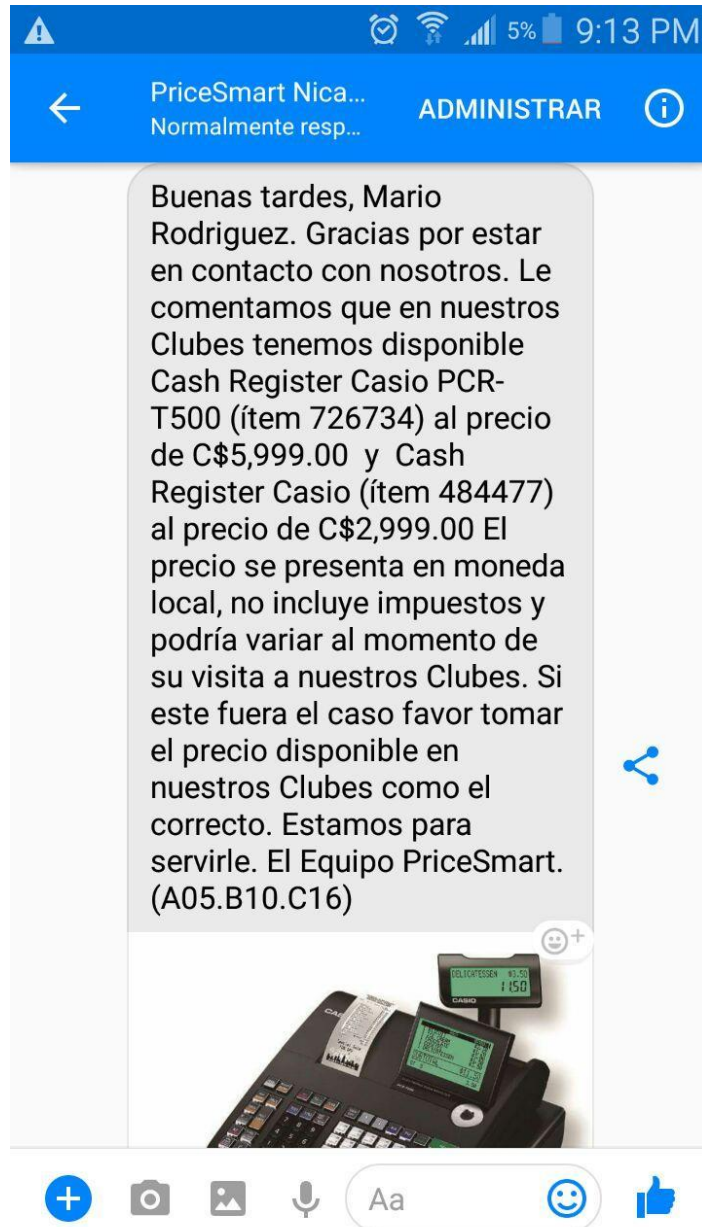 5% 9:13 PM
PriceSmart Nica...
Normalmente resp...
ADMINISTRAR
Buenas tardes, Mario
Rodriguez. Gracias por estar
en contacto con nosotros. Le
comentamos que en nuestros
Clubes tenemos disponible
Cash Register Casio PCR-
T500 (ítem 726734) al precio
de C$5,999.00 y Cash
Register Casio (ítem 484477)
al precio de C$2,999.00 El
precio se presenta en moneda
local, no incluye impuestos y
podría variar al momento de
su visita a nuestros Clubes. Si
este fuera el caso favor tomar
el precio disponible en
nuestros Clubes como el
correcto. Estamos para
servirle. El Equipo PriceSmart.
(A05.B10.C16)
DELICATESSEN #3.50
11.50
CASIO
Aa